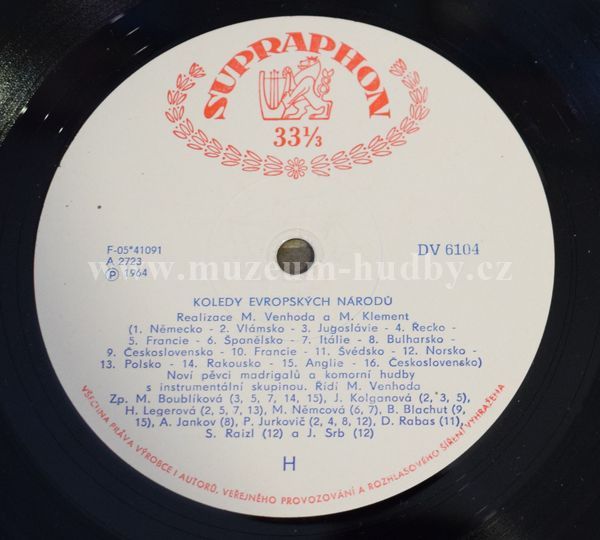 SUPRAPHON
33⅓
F-05*41091
A 2723
℗ 1964
DV 6104
www.muzeum-hudby.cz
KOLEDY EVROPSKÝCH NÁRODŮ
Realizace M. Venhoda a M. Klement
(1. Německo - 2. Vlámsko - 3. Jugoslávie - 4. Řecko -
5. Francie - 6. Španělsko - 7. Itálie - 8. Bulharsko -
9. Československo - 10. Francie - 11. Švédsko - 12. Norsko -
13. Polsko - 14. Rakousko - 15. Anglie - 16. Československo)
Noví pěvci madrigalů a komorní hudby
s instrumentální skupinou. Řídí M. Venhoda
Zp. M. Boublíková (3, 5, 7, 14, 15), J. Kolganová (2, 3, 5),
H. Legerová (2, 5, 7, 13), M. Němcová (6, 7), B. Blachut (9,
15), A. Jankov (8), P. Jurkovič (2, 4, 8, 12), D. Rabas (11),
S. Raizl (12) a J. Srb (12)
H
VŠECHNA PRÁVA VÝROBCE I AUTORŮ, VEŘEJNÉHO PROVOZOVÁNÍ A ROZHLASOVÉHO ŠÍŘENÍ VYHRAŽENA